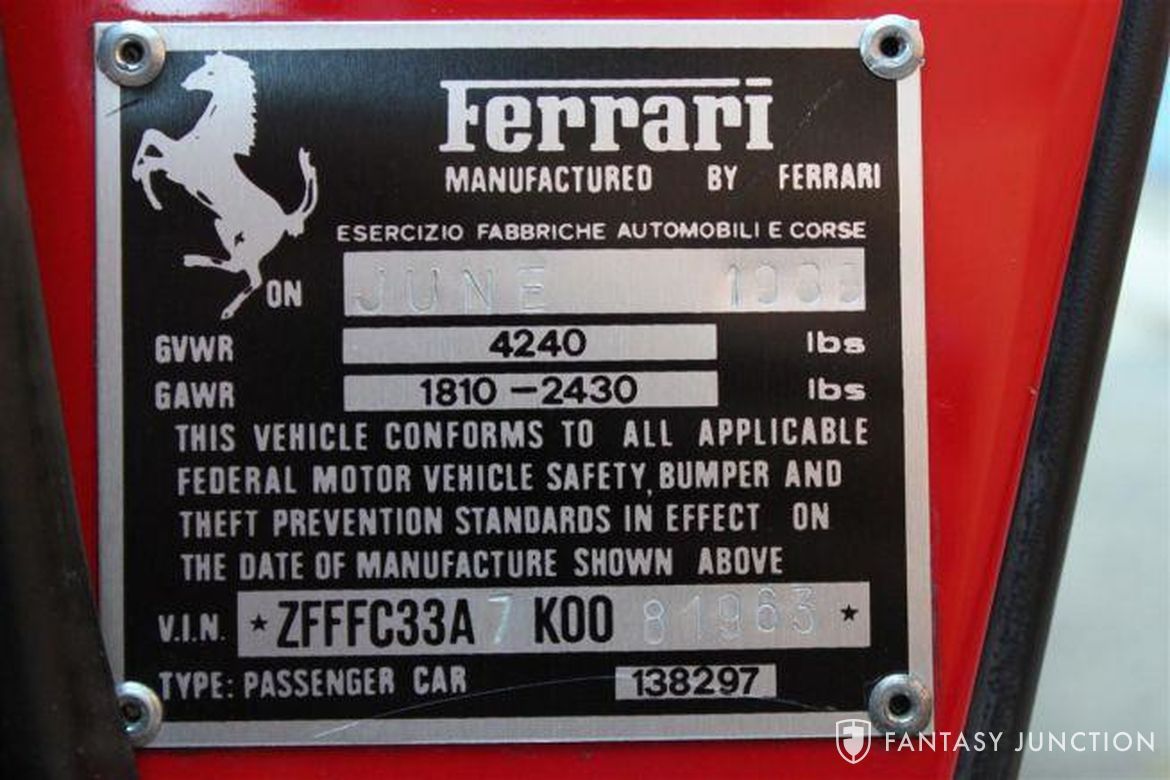 Ferrari
MANUFACTURED BY FERRARI
ESERCIZIO FABBRICHE AUTOMOBILI E CORSE
ON JUNE 1989
GVWR 4240 lbs
GAWR 1810-2430 lbs
THIS VEHICLE CONFORMS TO ALL APPLICABLE
FEDERAL MOTOR VEHICLE SAFETY, BUMPER AND
THEFT PREVENTION STANDARDS IN EFFECT ON
THE DATE OF MANUFACTURE SHOWN ABOVE
V.I.N. * ZFFFC33A7K0081963 *
TYPE: PASSENGER CAR 138297
FANTASY JUNCTION